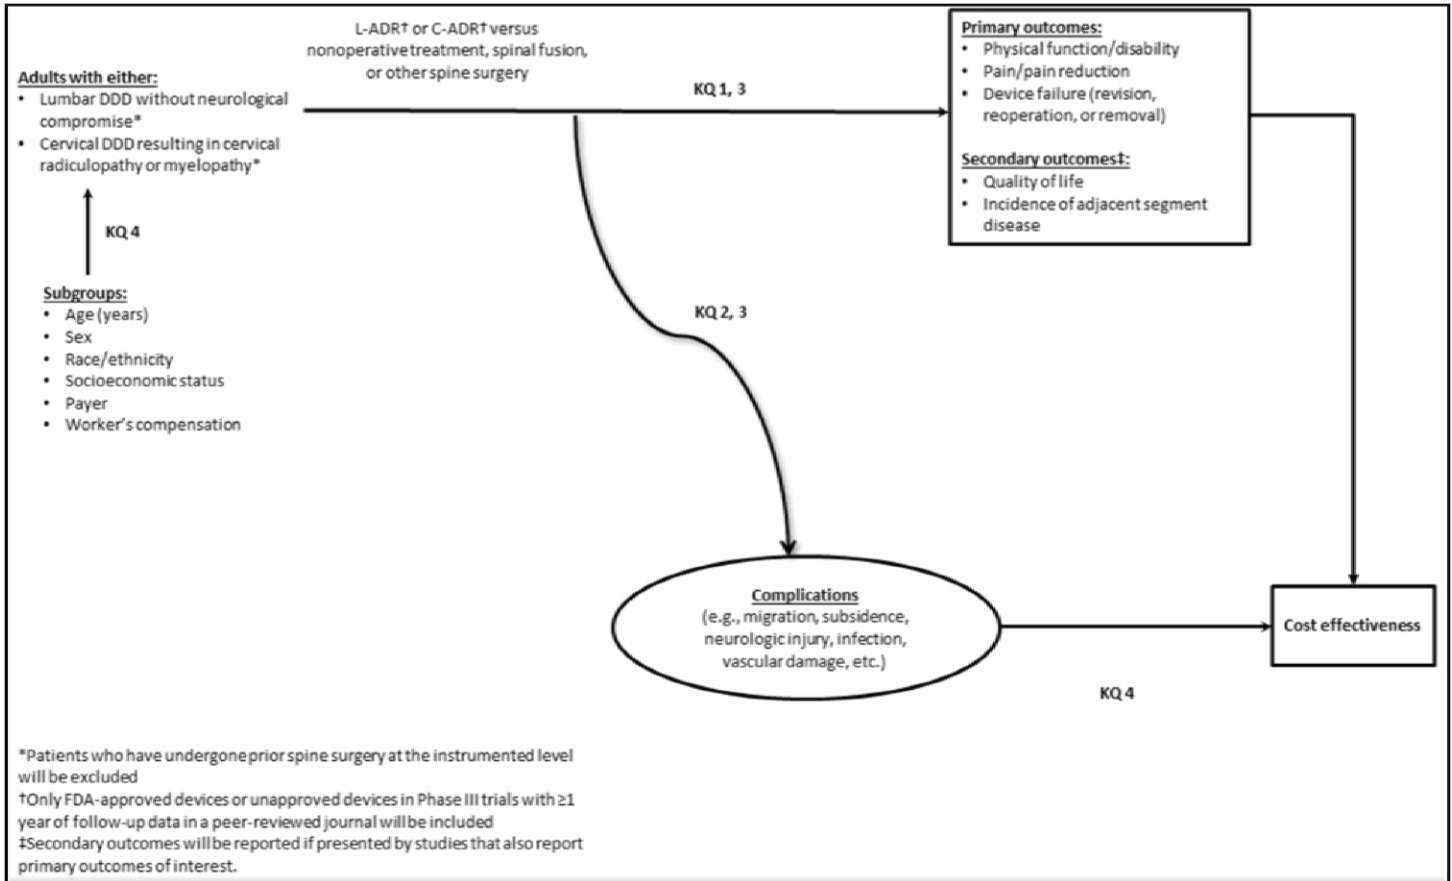 L-ADR† or C-ADR† versus
nonoperative treatment, spinal fusion,
or other spine surgery
Adults with either:
• Lumbar DDD without neurological
compromise*
• Cervical DDD resulting in cervical
radiculopathy or myelopathy*
KQ 1, 3
Primary outcomes:
• Physical function/disability
• Pain/pain reduction
• Device failure (revision,
reoperation, or removal)
Secondary outcomes‡:
• Quality of life
• Incidence of adjacent segment
disease
KQ 4
Subgroups:
• Age (years)
• Sex
• Race/ethnicity
• Socioeconomic status
• Payer
• Worker's compensation
KQ 2, 3
Complications
(e.g., migration, subsidence,
neurologic injury, infection,
vascular damage, etc.)
Cost effectiveness
KQ 4
*Patients who have undergone prior spine surgery at the instrumented level
will be excluded
†Only FDA-approved devices or unapproved devices in Phase III trials with ≥1
year of follow-up data in a peer-reviewed journal will be included
‡Secondary outcomes will be reported if presented by studies that also report
primary outcomes of interest.